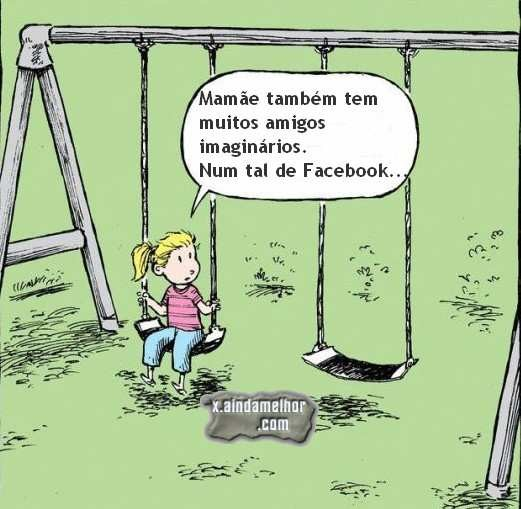 Mamãe também tem
muitos amigos
imaginários.
Num tal de Facebook...
x.aindamelhor
.com